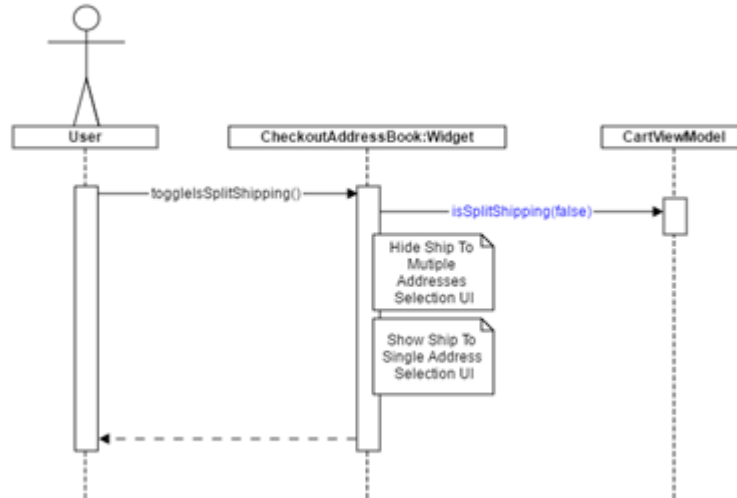 User
CheckoutAddressBook:Widget
CartViewModel
toggleIsSplitShipping()
isSplitShipping(false)
Hide Ship To
Mutiple
Addresses
Selection UI
Show Ship To
Single Address
Selection UI